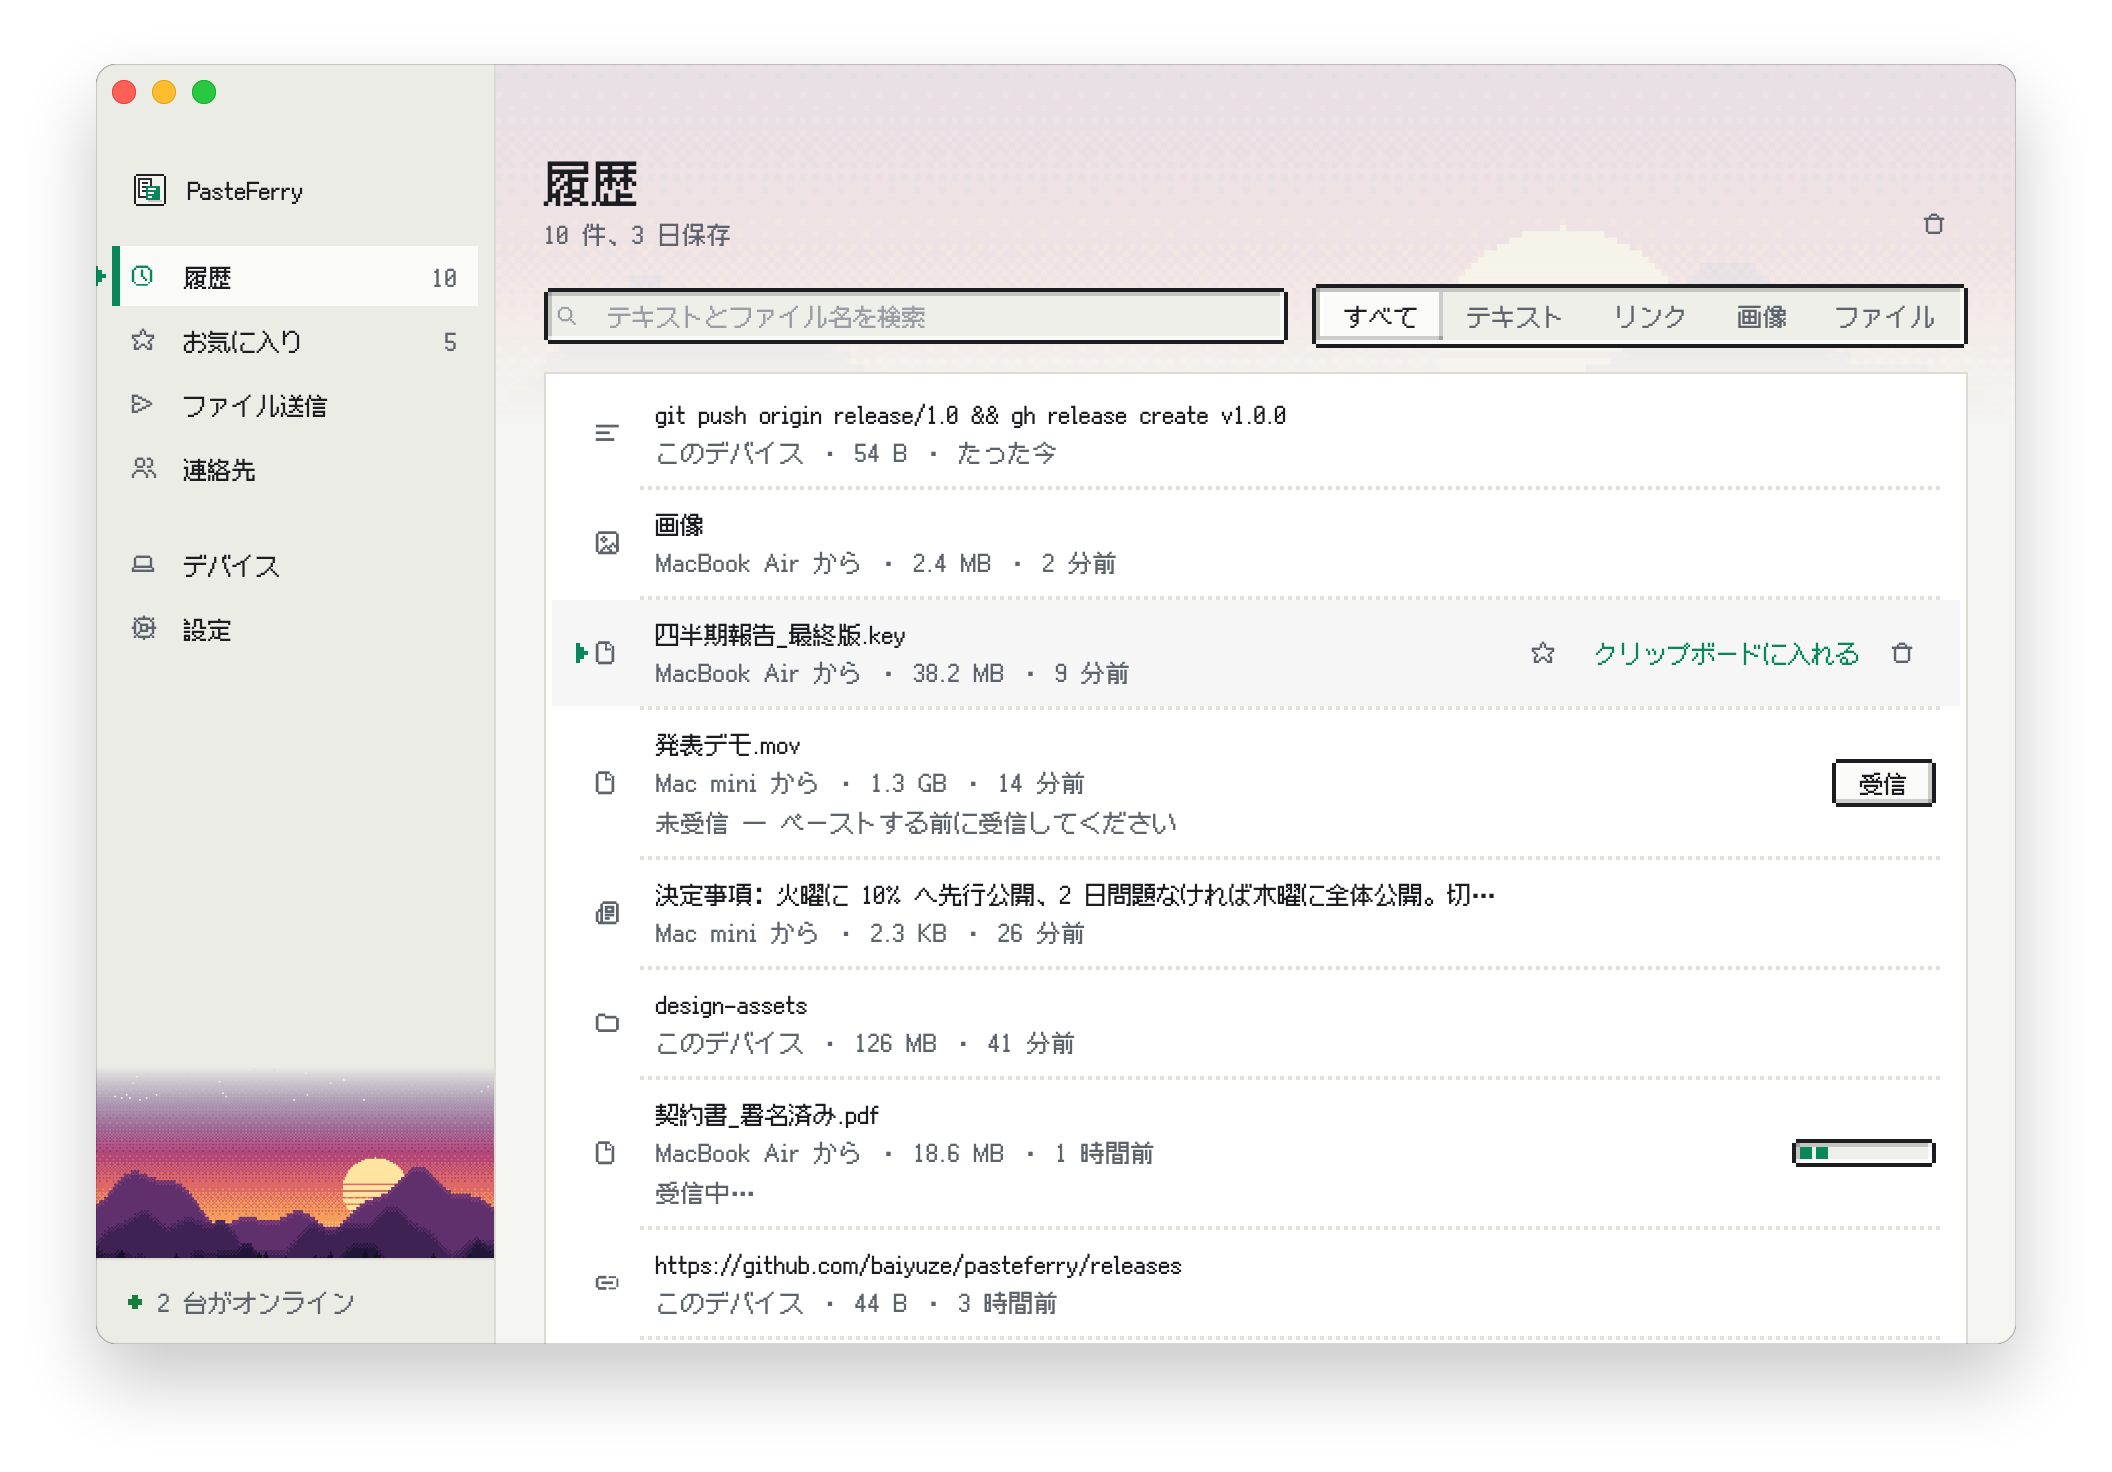 PasteFerry
履歴 10
お気に入り 5
ファイル送信
連絡先
デバイス
設定
2 台がオンライン
履歴
10 件、3 日保存
テキストとファイル名を検索
すべて テキスト リンク 画像 ファイル
git push origin release/1.0 && gh release create v1.0.0
このデバイス ・ 54 B ・ たった今
画像
MacBook Air から ・ 2.4 MB ・ 2 分前
四半期報告_最終版.key
MacBook Air から ・ 38.2 MB ・ 9 分前
クリップボードに入れる
発表デモ.mov
Mac mini から ・ 1.3 GB ・ 14 分前
未受信 — ペーストする前に受信してください
受信
決定事項: 火曜に 10% へ先行公開、2 日問題なければ木曜に全体公開。切…
Mac mini から ・ 2.3 KB ・ 26 分前
design-assets
このデバイス ・ 126 MB ・ 41 分前
契約書_署名済み.pdf
MacBook Air から ・ 18.6 MB ・ 1 時間前
受信中…
https://github.com/baiyuze/pasteferry/releases
このデバイス ・ 44 B ・ 3 時間前